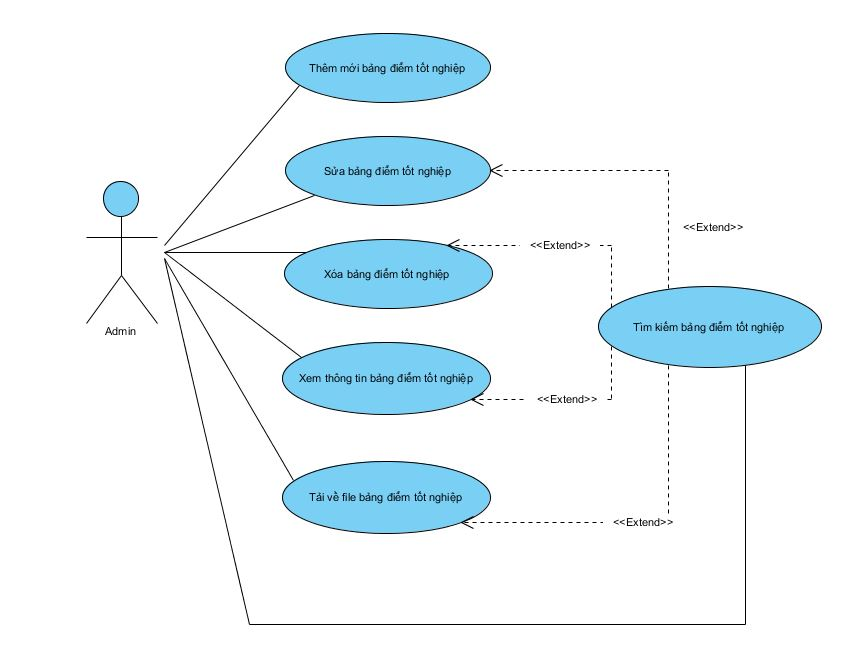 Thêm mới bảng điểm tốt nghiệp
Sửa bảng điểm tốt nghiệp
<<Extend>>
<<Extend>>
Xóa bảng điểm tốt nghiệp
Tìm kiếm bảng điểm tốt nghiệp
Admin
Xem thông tin bảng điểm tốt nghiệp
<<Extend>>
Tải về file bảng điểm tốt nghiệp
<<Extend>>